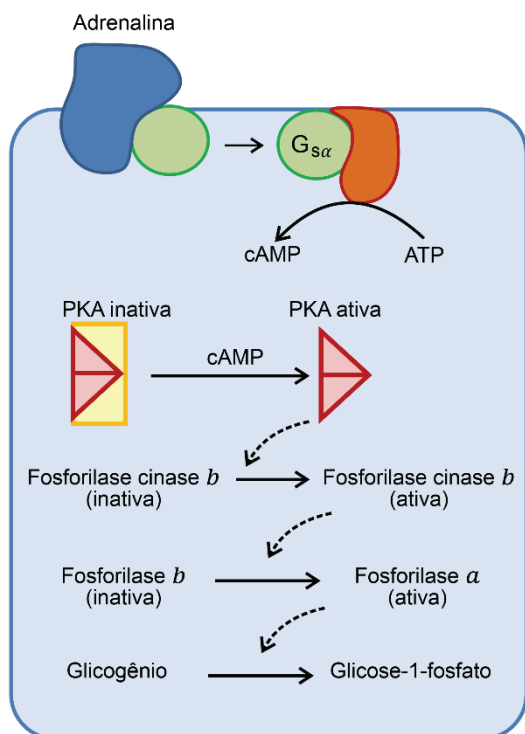 Adrenalina
Gsα
cAMP ATP
PKA inativa PKA ativa
cAMP
Fosforilase cinase b Fosforilase cinase b
(inativa) (ativa)
Fosforilase b Fosforilase a
(inativa) (ativa)
Glicogênio Glicose-1-fosfato